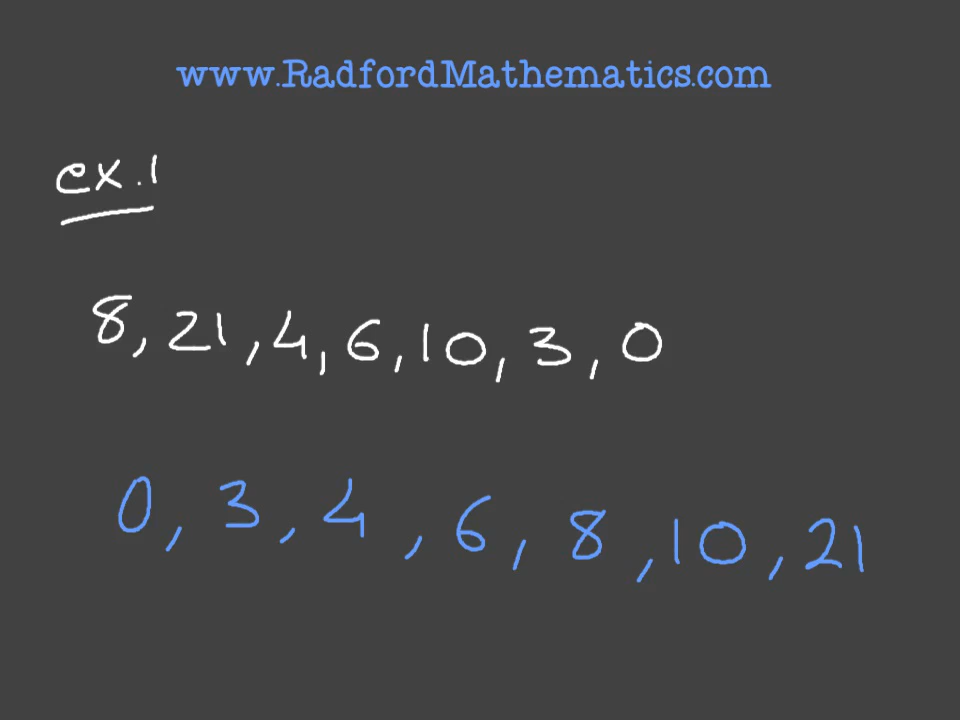 www.RadfordMathematics.com
ex.1
8, 21, 4, 6, 10, 3, 0
0, 3, 4, 6, 8, 10, 21